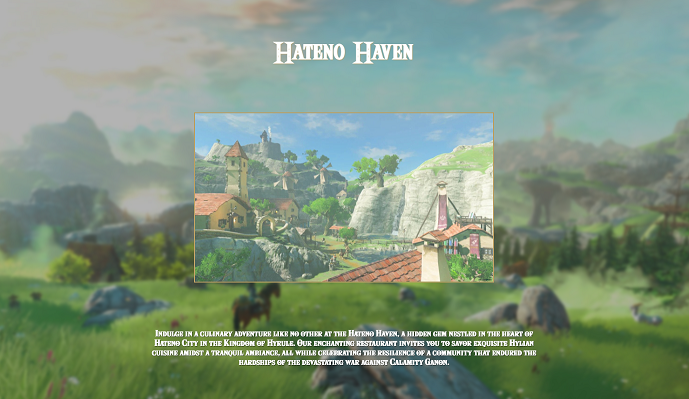 Hateno Haven
Indulge in a culinary adventure like no other at the Hateno Haven, a hidden gem nestled in the heart of
Hateno City in the Kingdom of Hyrule. Our enchanting restaurant invites you to savor exquisite Hylian
cuisine amidst a tranquil ambiance, all while celebrating the resilience of a community that endured the
hardships of the devastating war against Calamity Ganon.